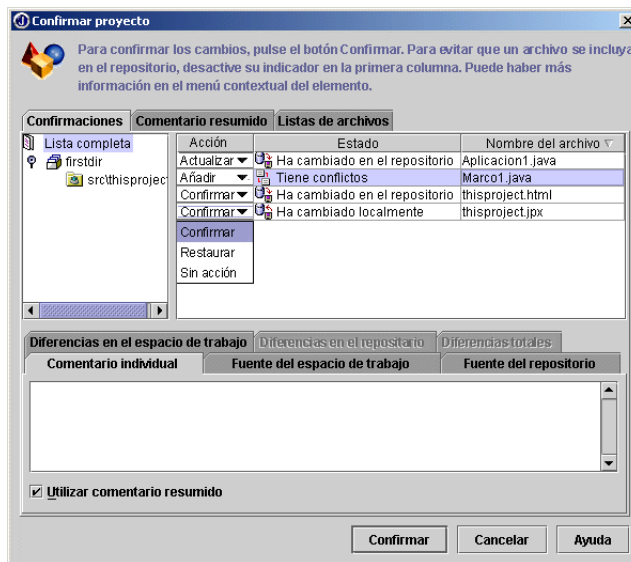 Confirmar proyecto
Para confirmar los cambios, pulse el botón Confirmar. Para evitar que un archivo se incluya
en el repositorio, desactive su indicador en la primera columna. Puede haber más
información en el menú contextual del elemento.
Confirmaciones Comentario resumido Listas de archivos
Lista completa
firstdir
src\thisprojec
Acción Estado Nombre del archivo
Actualizar Ha cambiado en el repositorio Aplicacion1.java
Añadir Tiene conflictos Marco1.java
Confirmar Ha cambiado en el repositorio thisproject.html
Confirmar Ha cambiado localmente thisproject.jpx
Confirmar
Restaurar
Sin acción
Diferencias en el espacio de trabajo Diferencias en el repositario Diferencias totales
Comentario individual Fuente del espacio de trabajo Fuente del repositorio
Utilizar comentario resumido
Confirmar Cancelar Ayuda